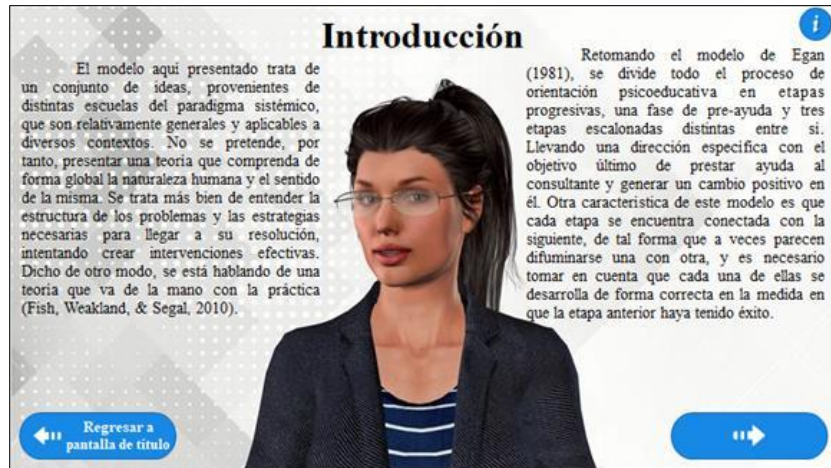 Introducción
i
El modelo aquí presentado trata de
un conjunto de ideas, provenientes de
distintas escuelas del paradigma sistémico,
que son relativamente generales y aplicables a
diversos contextos. No se pretende, por
tanto, presentar una teoría que comprenda de
forma global la naturaleza humana y el sentido
de la misma. Se trata más bien de entender la
estructura de los problemas y las estrategias
necesarias para llegar a su resolución,
intentando crear intervenciones efectivas.
Dicho de otro modo, se está hablando de una
teoría que va de la mano con la práctica
(Fish, Weakland, & Segal, 2010).
Retomando el modelo de Egan
(1981), se divide todo el proceso de
orientación psicoeducativa en etapas
progresivas, una fase de pre-ayuda y tres
etapas escalonadas distintas entre sí.
Llevando una dirección específica con el
objetivo último de prestar ayuda al
consultante y generar un cambio positivo en
él. Otra característica de este modelo es que
cada etapa se encuentra conectada con la
siguiente, de tal forma que a veces parecen
difuminarse una con otra, y es necesario
tomar en cuenta que cada una de ellas se
desarrolla de forma correcta en la medida en
que la etapa anterior haya tenido éxito.
Regresar a
pantalla de título